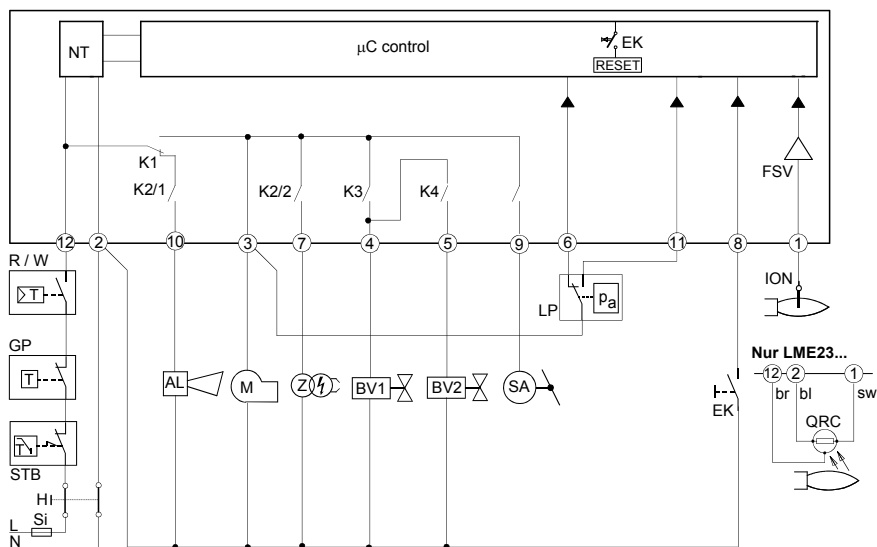 NT
μC control
EK
RESET
FSV
K1
K2/1
K2/2
K3
K4
12
2
10
3
7
4
5
9
6
11
8
1
R / W
T
LP
pa
ION
GP
T
AL
M
Z
BV1
BV2
SA
EK
Nur LME23...
12
2
1
br
bl
sw
QRC
T
STB
H
Si
L
N